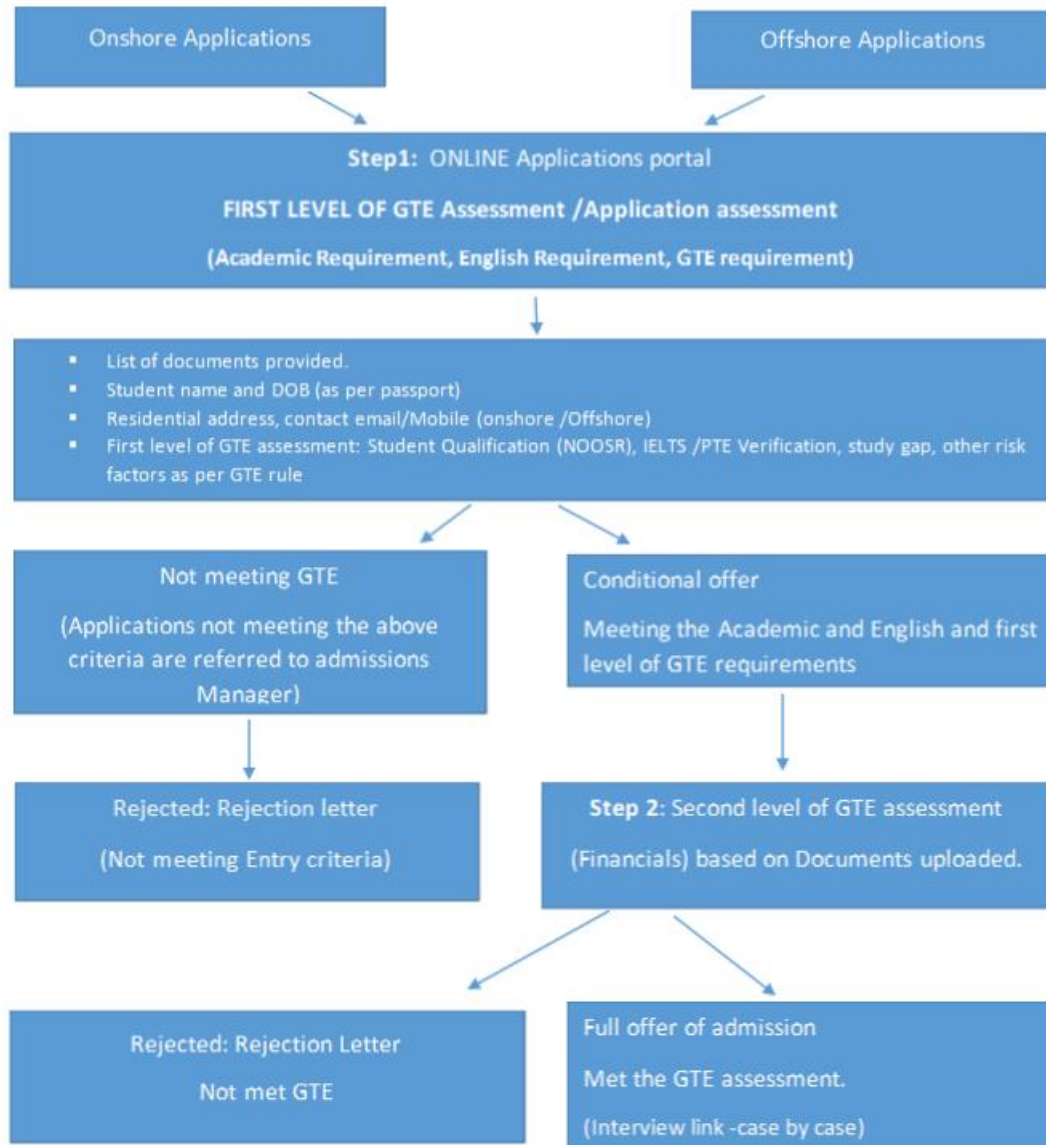 Onshore Applications
Offshore Applications
Step1: ONLINE Applications portal
FIRST LEVEL OF GTE Assessment /Application assessment
(Academic Requirement, English Requirement, GTE requirement)
▪ List of documents provided.
▪ Student name and DOB (as per passport)
▪ Residential address, contact email/Mobile (onshore /Offshore)
▪ First level of GTE assessment: Student Qualification (NOOSR), IELTS /PTE Verification, study gap, other risk
factors as per GTE rule
Not meeting GTE
(Applications not meeting the above
criteria are referred to admissions
Manager)
Conditional offer
Meeting the Academic and English and first
level of GTE requirements
Rejected: Rejection letter
(Not meeting Entry criteria)
Step 2: Second level of GTE assessment
(Financials) based on Documents uploaded.
Rejected: Rejection Letter
Not met GTE
Full offer of admission
Met the GTE assessment.
(Interview link -case by case)